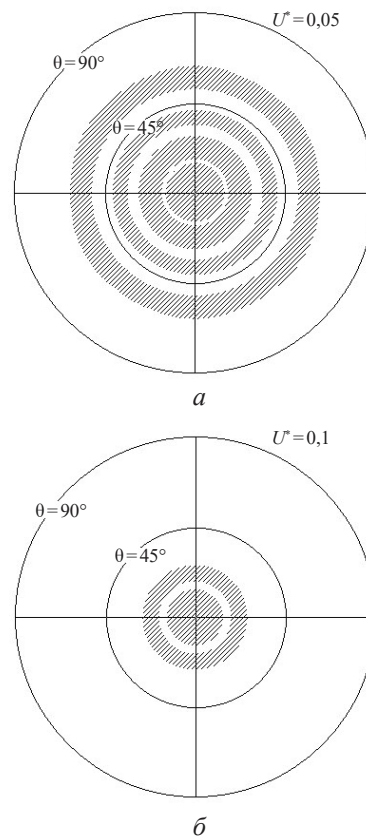 U* = 0,05
θ = 90°
θ = 45°
а
U* = 0,1
θ = 90°
θ = 45°
б